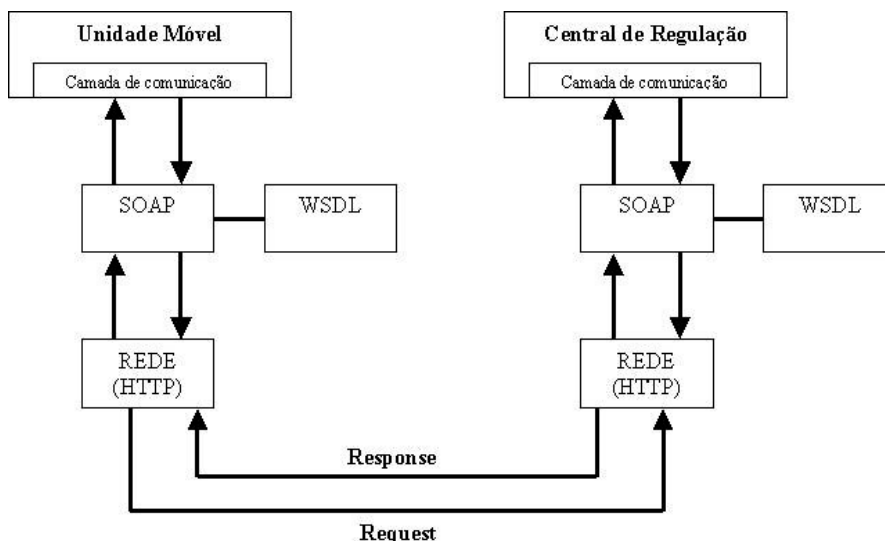 Unidade Móvel
Camada de comunicação
Central de Regulação
Camada de comunicação
SOAP
WSDL
SOAP
WSDL
REDE
(HTTP)
REDE
(HTTP)
Response
Request